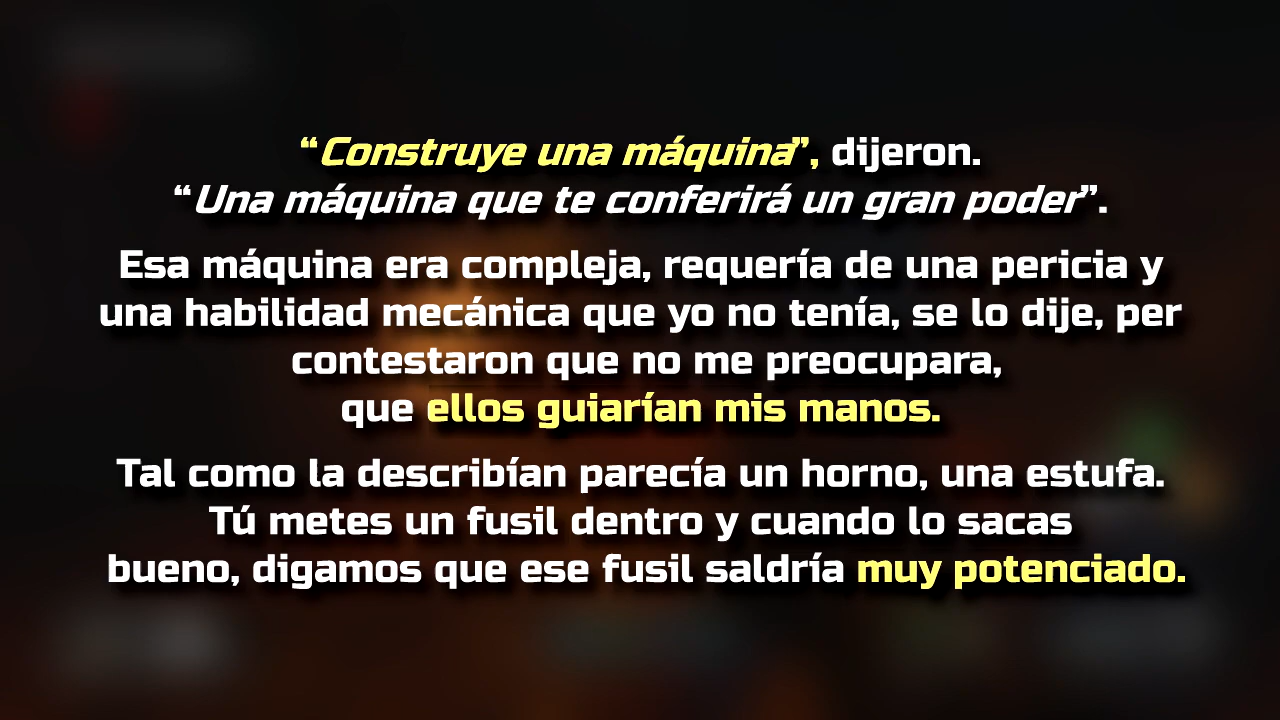 “Construye una máquina”, dijeron.
“Una máquina que te conferirá un gran poder”.
Esa máquina era compleja, requería de una pericia y
una habilidad mecánica que yo no tenía, se lo dije, per
contestaron que no me preocupara,
que ellos guiarían mis manos.
Tal como la describían parecía un horno, una estufa.
Tú metes un fusil dentro y cuando lo sacas
bueno, digamos que ese fusil saldría muy potenciado.